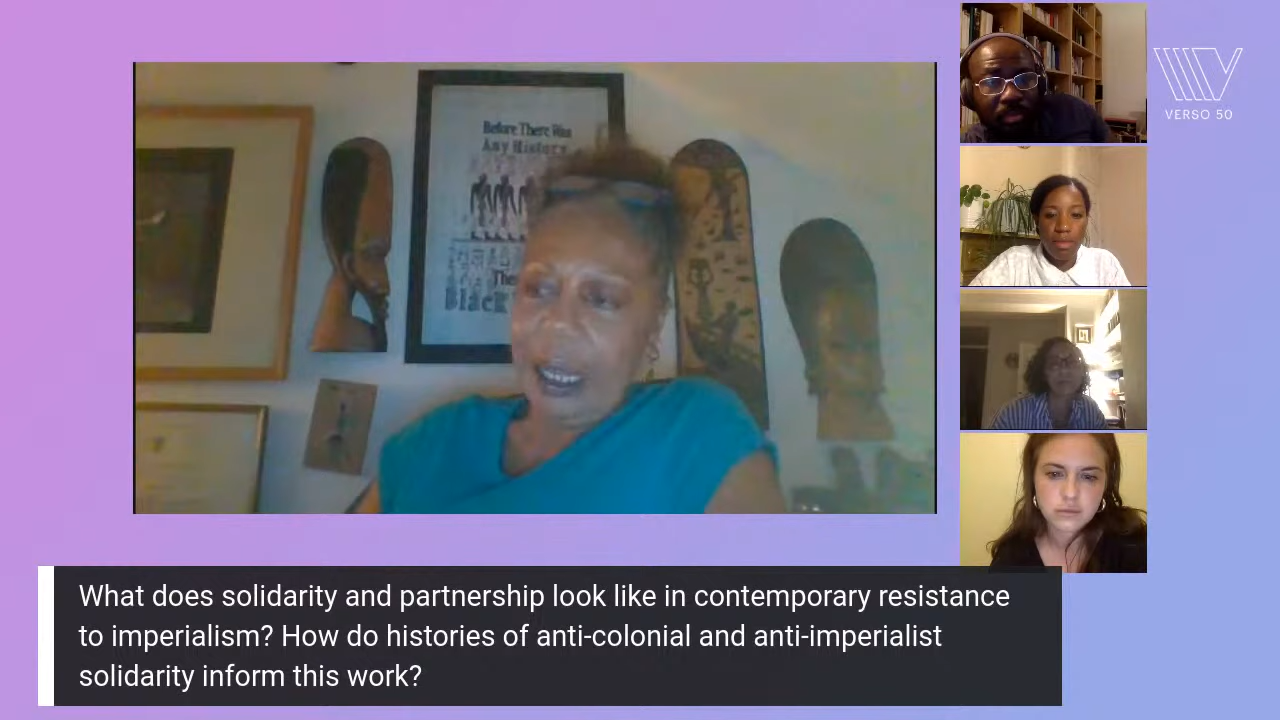 Before There Was
Any History
Black
VERSO 50
What does solidarity and partnership look like in contemporary resistance
to imperialism? How do histories of anti-colonial and anti-imperialist
solidarity inform this work?